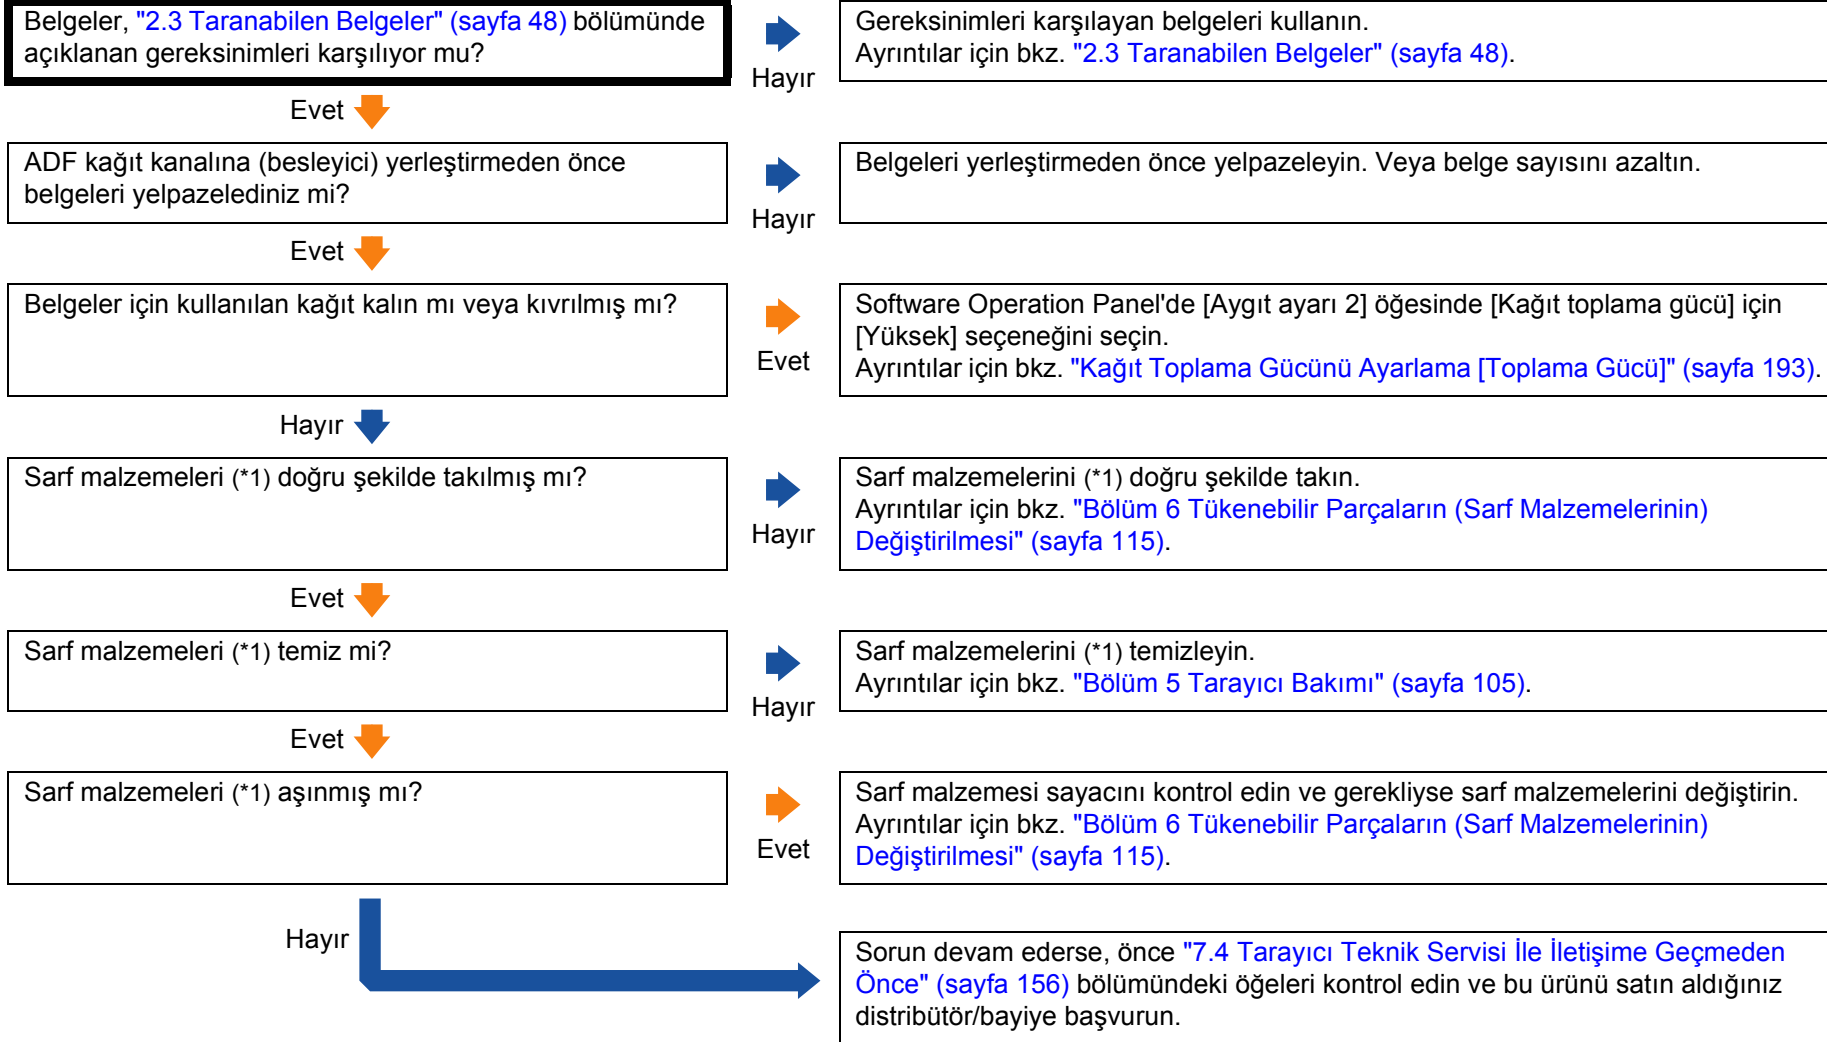 Belgeler, "2.3 Taranabilen Belgeler" (sayfa 48) bölümünde
açıklanan gereksinimleri karşılıyor mu?
Hayır
Gereksinimleri karşılayan belgeleri kullanın.
Ayrıntılar için bkz. "2.3 Taranabilen Belgeler" (sayfa 48).
Evet
ADF kağıt kanalına (besleyici) yerleştirmeden önce
belgeleri yelpazelediniz mi?
Hayır
Belgeleri yerleştirmeden önce yelpazeleyin. Veya belge sayısını azaltın.
Evet
Belgeler için kullanılan kağıt kalın mı veya kıvrılmış mı?
Evet
Software Operation Panel'de [Aygıt ayarı 2] öğesinde [Kağıt toplama gücü] için
[Yüksek] seçeneğini seçin.
Ayrıntılar için bkz. "Kağıt Toplama Gücünü Ayarlama [Toplama Gücü]" (sayfa 193).
Hayır
Sarf malzemeleri (*1) doğru şekilde takılmış mı?
Hayır
Sarf malzemelerini (*1) doğru şekilde takın.
Ayrıntılar için bkz. "Bölüm 6 Tükenebilir Parçaların (Sarf Malzemelerinin)
Değiştirilmesi" (sayfa 115).
Evet
Sarf malzemeleri (*1) temiz mi?
Hayır
Sarf malzemelerini (*1) temizleyin.
Ayrıntılar için bkz. "Bölüm 5 Tarayıcı Bakımı" (sayfa 105).
Evet
Sarf malzemeleri (*1) aşınmış mı?
Evet
Sarf malzemesi sayacını kontrol edin ve gerekliyse sarf malzemelerini değiştirin.
Ayrıntılar için bkz. "Bölüm 6 Tükenebilir Parçaların (Sarf Malzemelerinin)
Değiştirilmesi" (sayfa 115).
Hayır
Sorun devam ederse, önce "7.4 Tarayıcı Teknik Servisi İle İletişime Geçmeden
Önce" (sayfa 156) bölümündeki öğeleri kontrol edin ve bu ürünü satın aldığınız
distribütör/bayiye başvurun.